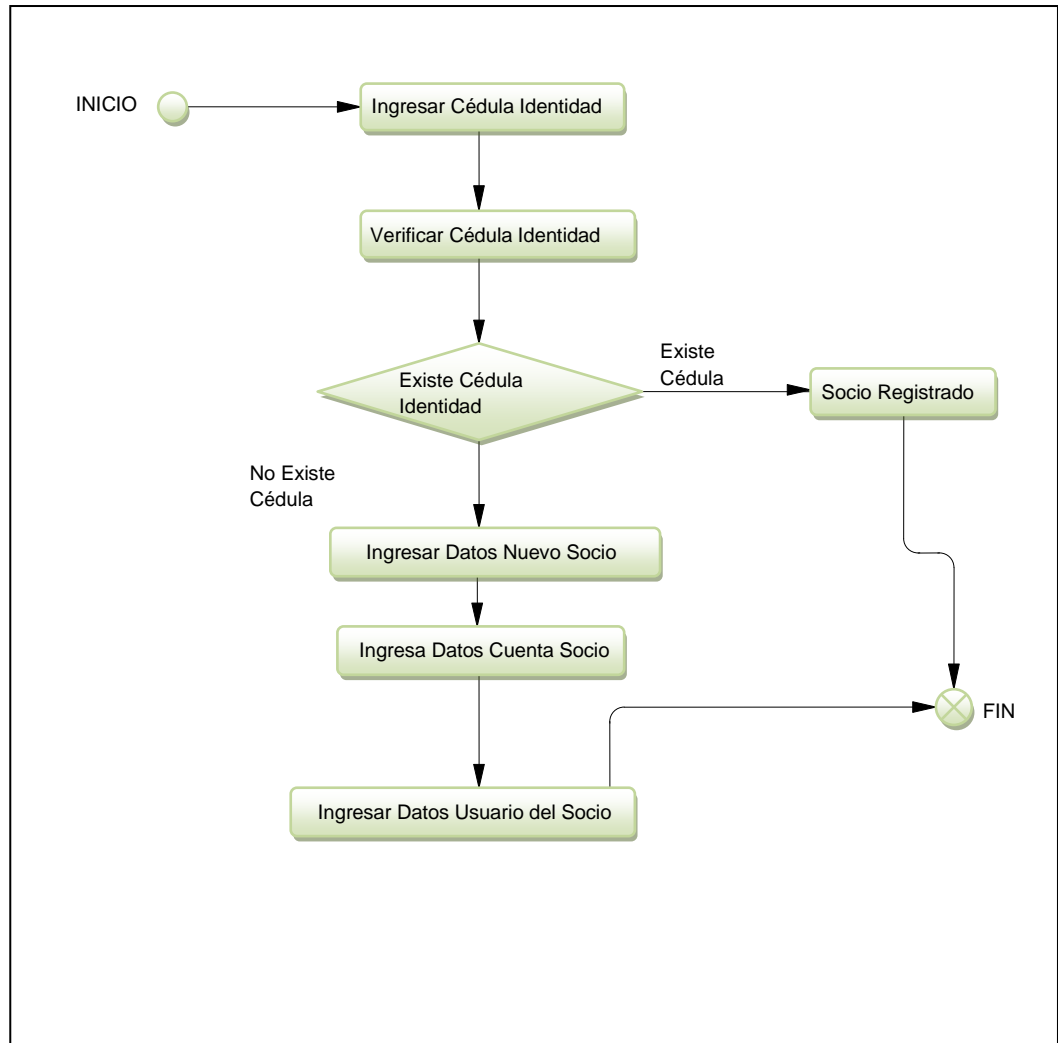 INICIO
Ingresar Cédula Identidad
Verificar Cédula Identidad
Existe Cédula
Identidad
Existe
Cédula
Socio Registrado
No Existe
Cédula
Ingresar Datos Nuevo Socio
Ingresa Datos Cuenta Socio
FIN
Ingresar Datos Usuario del Socio